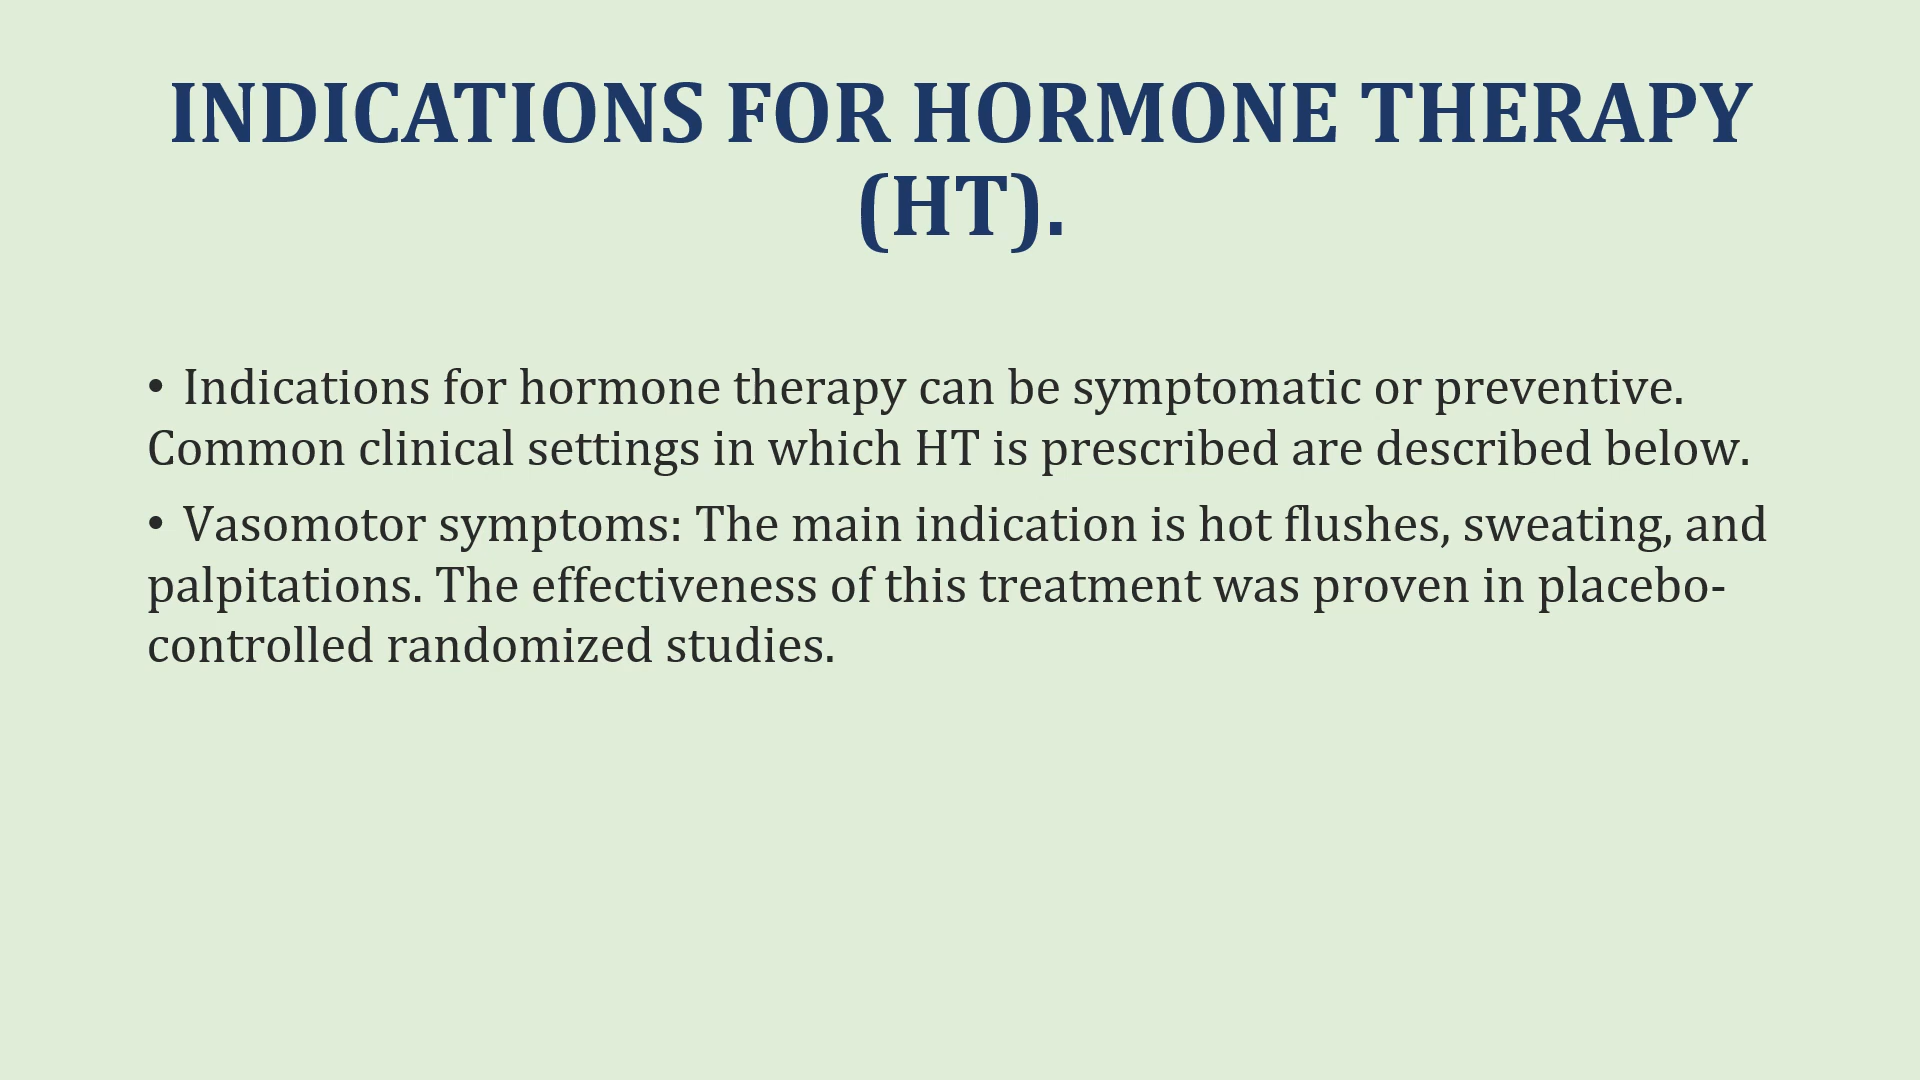 INDICATIONS FOR HORMONE THERAPY
(HT).
• Indications for hormone therapy can be symptomatic or preventive.
Common clinical settings in which HT is prescribed are described below.
• Vasomotor symptoms: The main indication is hot flushes, sweating, and
palpitations. The effectiveness of this treatment was proven in placebo-
controlled randomized studies.